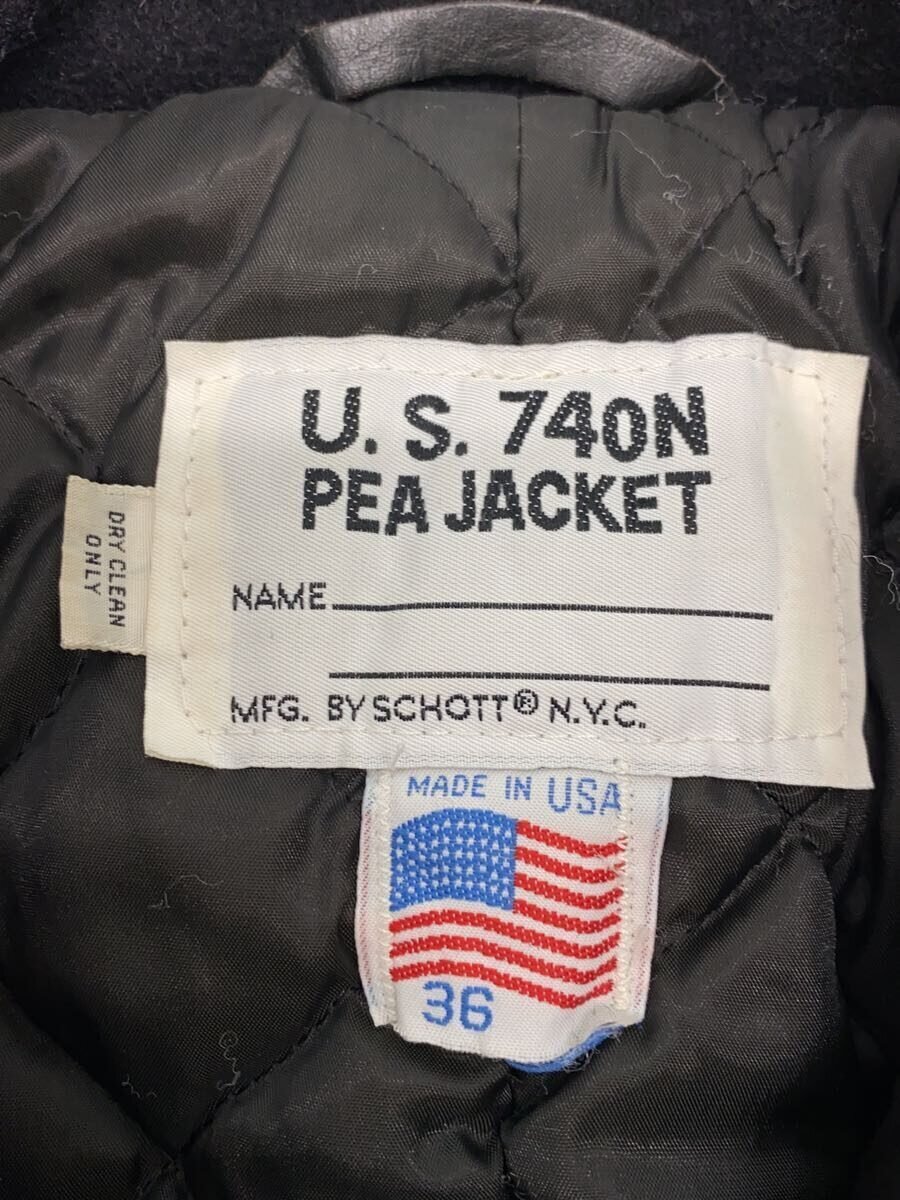 U. S. 740N
PEA JACKET
NAME
MFG. BY SCHOTT® N.Y.C.
DRY CLEAN
ONLY
MADE IN USA
36